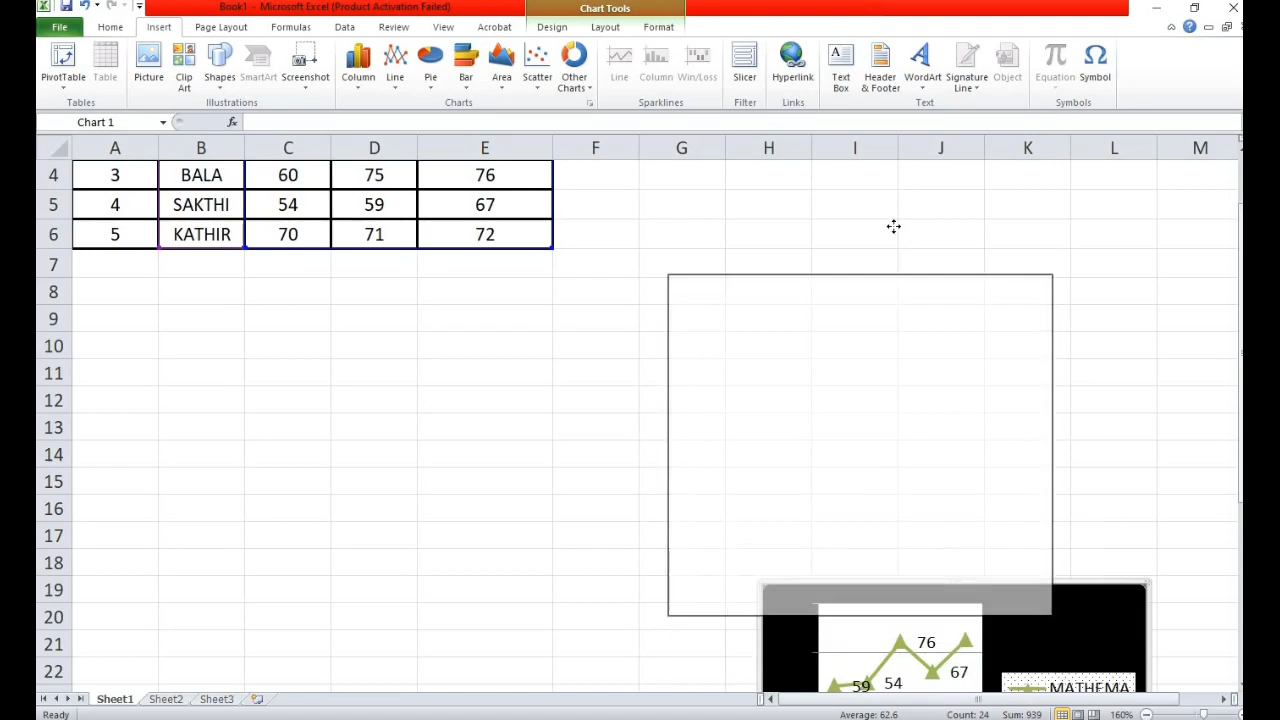 Book1 - Microsoft Excel (Product Activation Failed)
Chart Tools
File Home Insert Page Layout Formulas Data Review View Acrobat Design Layout Format
PivotTable Table Picture Clip Art Shapes SmartArt Screenshot Column Line Pie Bar Area Scatter Other Charts Line Column Win/Loss Slicer Hyperlink Text Box Header & Footer WordArt Signature Line Object Equation Symbol
Tables Illustrations Charts Sparklines Filter Links Text Symbols
Chart 1 fx
A B C D E F G H I J K L M
4 3 BALA 60 75 76
5 4 SAKTHI 54 59 67
6 5 KATHIR 70 71 72
7
8
9
10
11
12
13
14
15
16
17
18
19
20
21 76
22 59 54 67 MATHEMA
Sheet1 Sheet2 Sheet3
Ready Average: 62.6 Count: 24 Sum: 939 160%